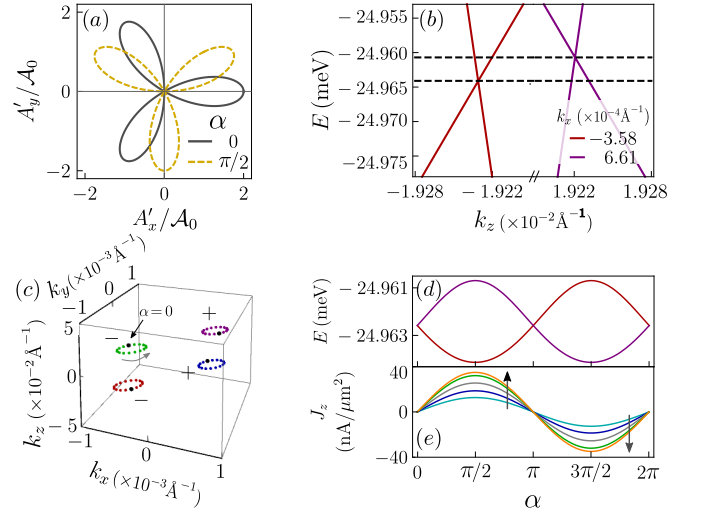 (a)
A′y/𝒜0
2
0
−2
α
0
π/2
−2
0
2
A′x/𝒜0
(b)
E (meV)
−24.955
−24.960
−24.965
−24.970
−24.975
kx (×10⁻⁴Å⁻¹)
−3.58
6.61
−1.928
−1.922
1.922
1.928
kz (×10⁻²Å⁻¹)
(c)
ky(×10⁻³Å⁻¹)
−1
0
1
α=0
+
−
+
−
kz (×10⁻²Å⁻¹)
5
0
−5
−1
0
1
kx (×10⁻³Å⁻¹)
(d)
E (meV)
−24.961
−24.963
(e)
Jz
(nA/μm²)
40
0
−40
0
π/2
π
3π/2
2π
α